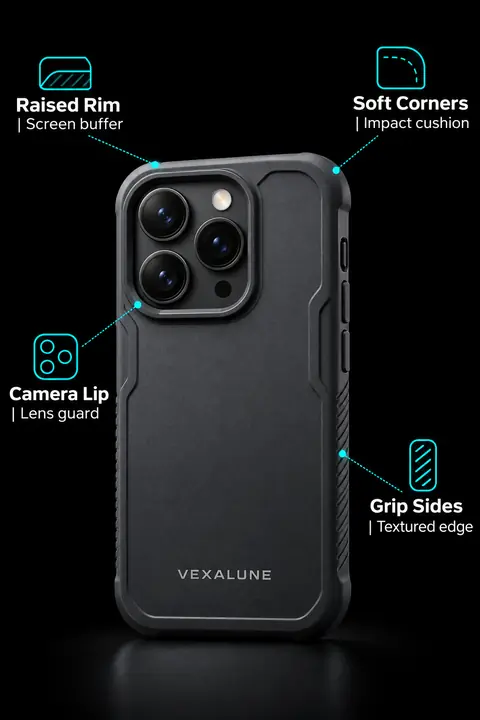 Raised Rim
| Screen buffer
Soft Corners
| Impact cushion
Camera Lip
| Lens guard
Grip Sides
| Textured edge
VEXALUNE